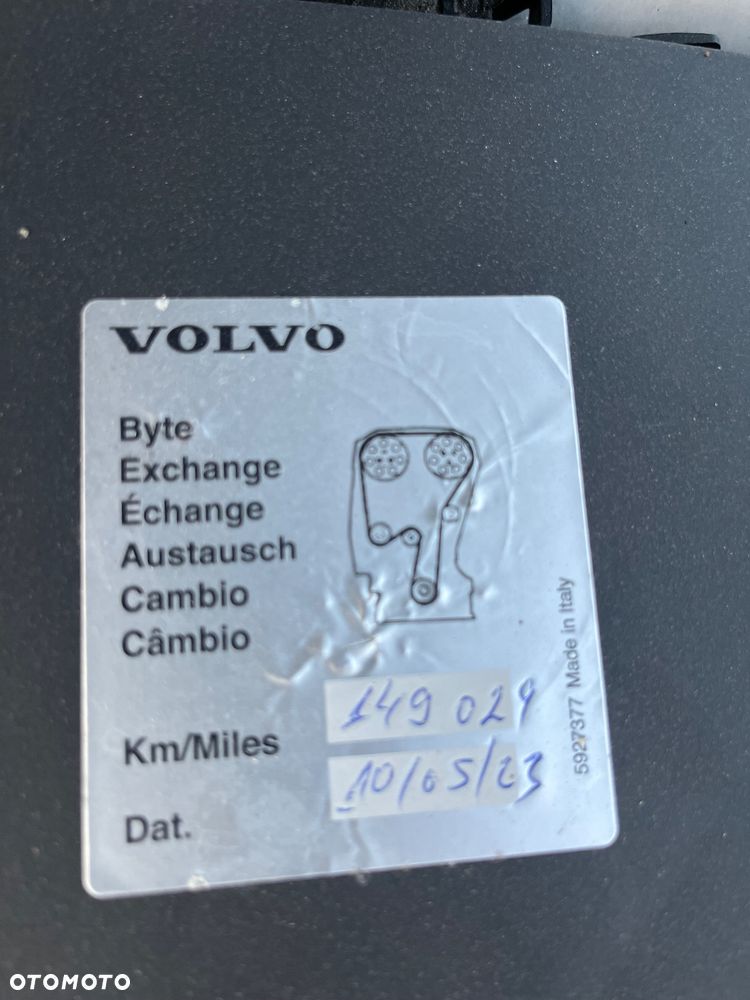 VOLVO
Byte
Exchange
Échange
Austausch
Cambio
Câmbio
Km/Miles 149 029
Dat. 10/05/23
5927377 Made in Italy
OTOMOTO